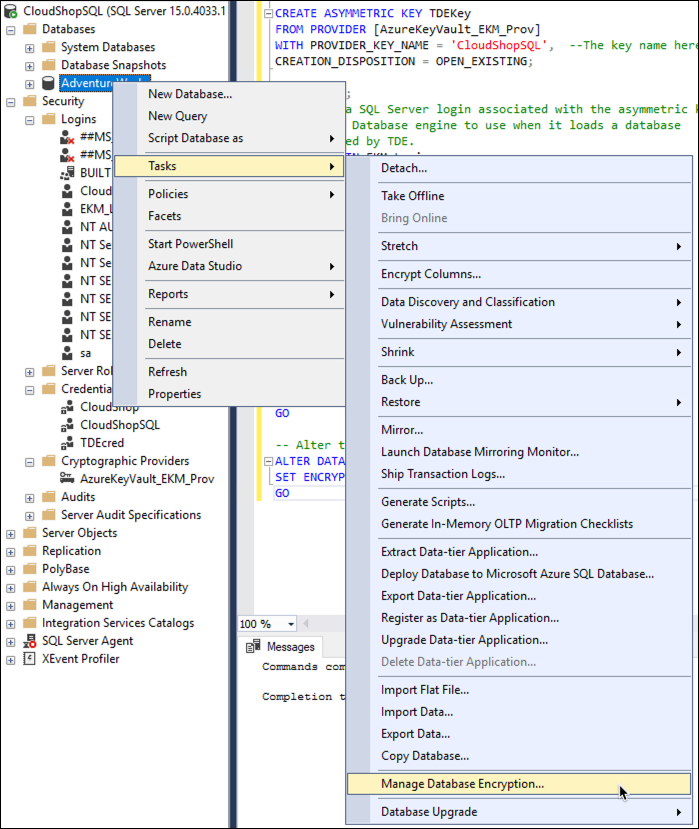 CloudShopSQL (SQL Server 15.0.4033.1
Databases
System Databases
Database Snapshots
Security
Logins
##MS_
##MS_
BUILT
Cloud
EKM_L
NT AU
NT Se
NT SE
NT SE
NT SE
NT SE
sa
Server Rol
Credentia
CloudShop
CloudShopSQL
TDEcred
Cryptographic Providers
AzureKeyVault_EKM_Prov
Audits
Server Audit Specifications
Server Objects
Replication
PolyBase
Always On High Availability
Management
Integration Services Catalogs
SQL Server Agent
XEvent Profiler
New Database...
New Query
Script Database as
Tasks
Policies
Facets
Start PowerShell
Azure Data Studio
Reports
Rename
Delete
Refresh
Properties
CREATE ASYMMETRIC KEY TDEKey
FROM PROVIDER [AzureKeyVault_EKM_Prov]
WITH PROVIDER_KEY_NAME = 'CloudShopSQL',  --The key name here
CREATION_DISPOSITION = OPEN_EXISTING;
;
a SQL Server login associated with the asymmetric k
Database engine to use when it loads a database
ed by TDE.
GO
-- Alter t
ALTER DATA
SET ENCRYP
GO
100 %
Messages
Commands com
Completion t
Detach...
Take Offline
Bring Online
Stretch
Encrypt Columns...
Data Discovery and Classification
Vulnerability Assessment
Shrink
Back Up...
Restore
Mirror...
Launch Database Mirroring Monitor...
Ship Transaction Logs...
Generate Scripts...
Generate In-Memory OLTP Migration Checklists
Extract Data-tier Application...
Deploy Database to Microsoft Azure SQL Database...
Export Data-tier Application...
Register as Data-tier Application...
Upgrade Data-tier Application...
Delete Data-tier Application...
Import Flat File...
Import Data...
Export Data...
Copy Database...
Manage Database Encryption...
Database Upgrade